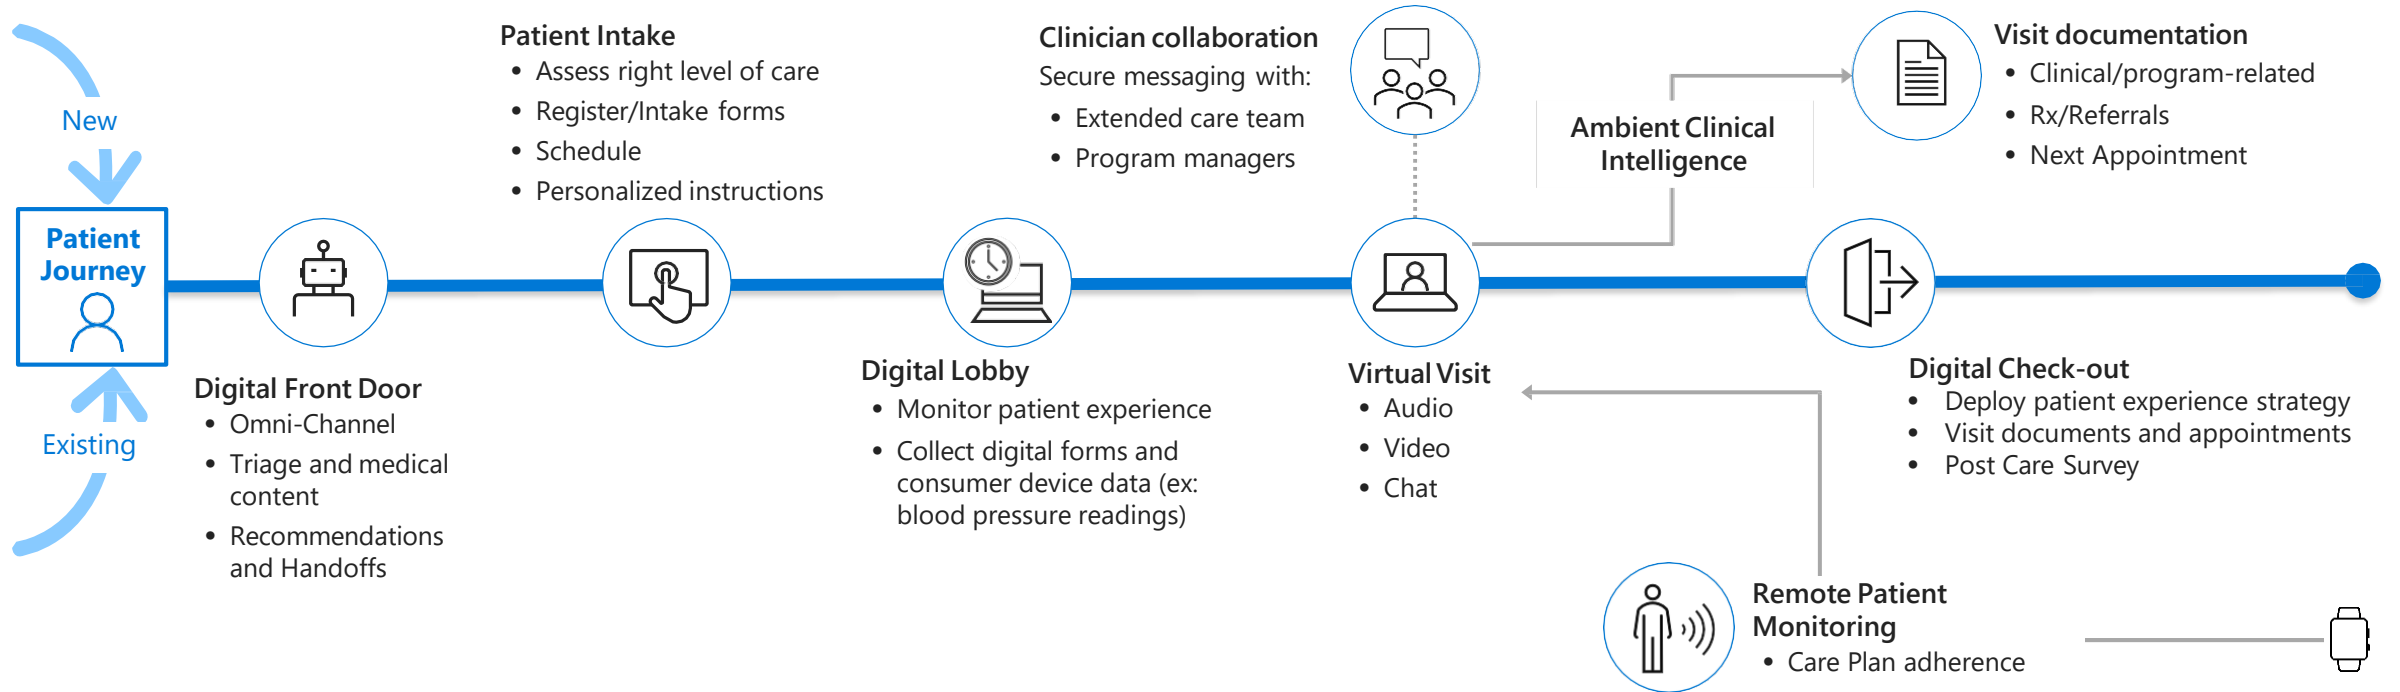 New
Patient
Journey
Existing
Digital Front Door
• Omni-Channel
• Triage and medical
content
• Recommendations
and Handoffs
Patient Intake
• Assess right level of care
• Register/Intake forms
• Schedule
• Personalized instructions
Digital Lobby
• Monitor patient experience
• Collect digital forms and
consumer device data (ex:
blood pressure readings)
Clinician collaboration
Secure messaging with:
• Extended care team
• Program managers
Virtual Visit
• Audio
• Video
• Chat
Ambient Clinical
Intelligence
Visit documentation
• Clinical/program-related
• Rx/Referrals
• Next Appointment
Digital Check-out
• Deploy patient experience strategy
• Visit documents and appointments
• Post Care Survey
Remote Patient
Monitoring
• Care Plan adherence